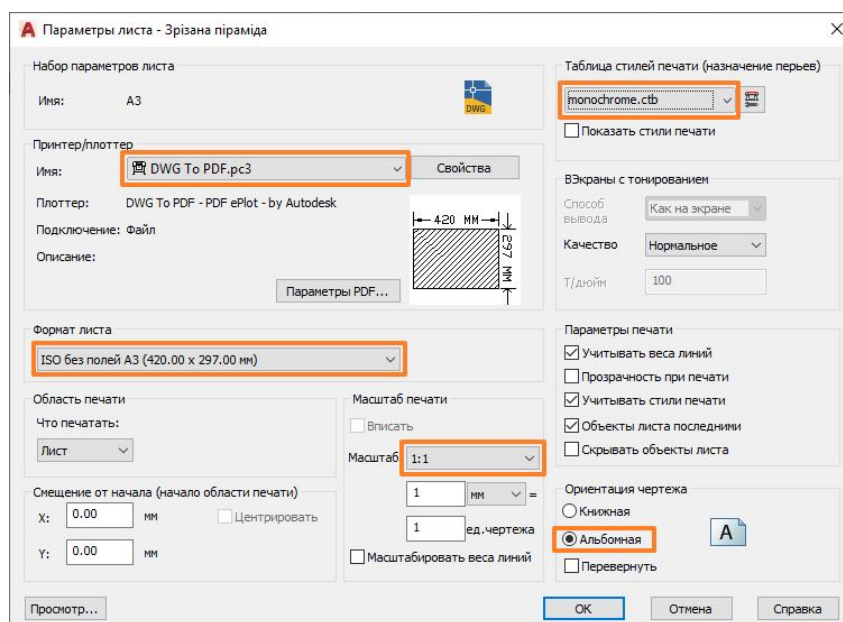 Параметры листа - Зрізана піраміда
Набор параметров листа
Имя: A3
DWG
Принтер/плоттер
Имя: DWG To PDF.pc3 Свойства
Плоттер: DWG To PDF - PDF ePlot - by Autodesk
Подключение: Файл
Описание:
420 MM
297 MM
Параметры PDF...
Формат листа
ISO без полей A3 (420.00 x 297.00 мм)
Область печати
Что печатать:
Лист
Смещение от начала (начало области печати)
X: 0.00 мм Центрировать
Y: 0.00 мм
Масштаб печати
Вписать
Масштаб 1:1
1 мм =
1 ед.чертежа
Масштабировать веса линий
Таблица стилей печати (назначение перьев)
monochrome.ctb
Показать стили печати
ВЭкраны с тонированием
Способ вывода Как на экране
Качество Нормальное
Т/дюйм 100
Параметры печати
Учитывать веса линий
Прозрачность при печати
Учитывать стили печати
Объекты листа последними
Скрывать объекты листа
Ориентация чертежа
Книжная
Альбомная
A
Перевернуть
Просмотр... ОК Отмена Справка